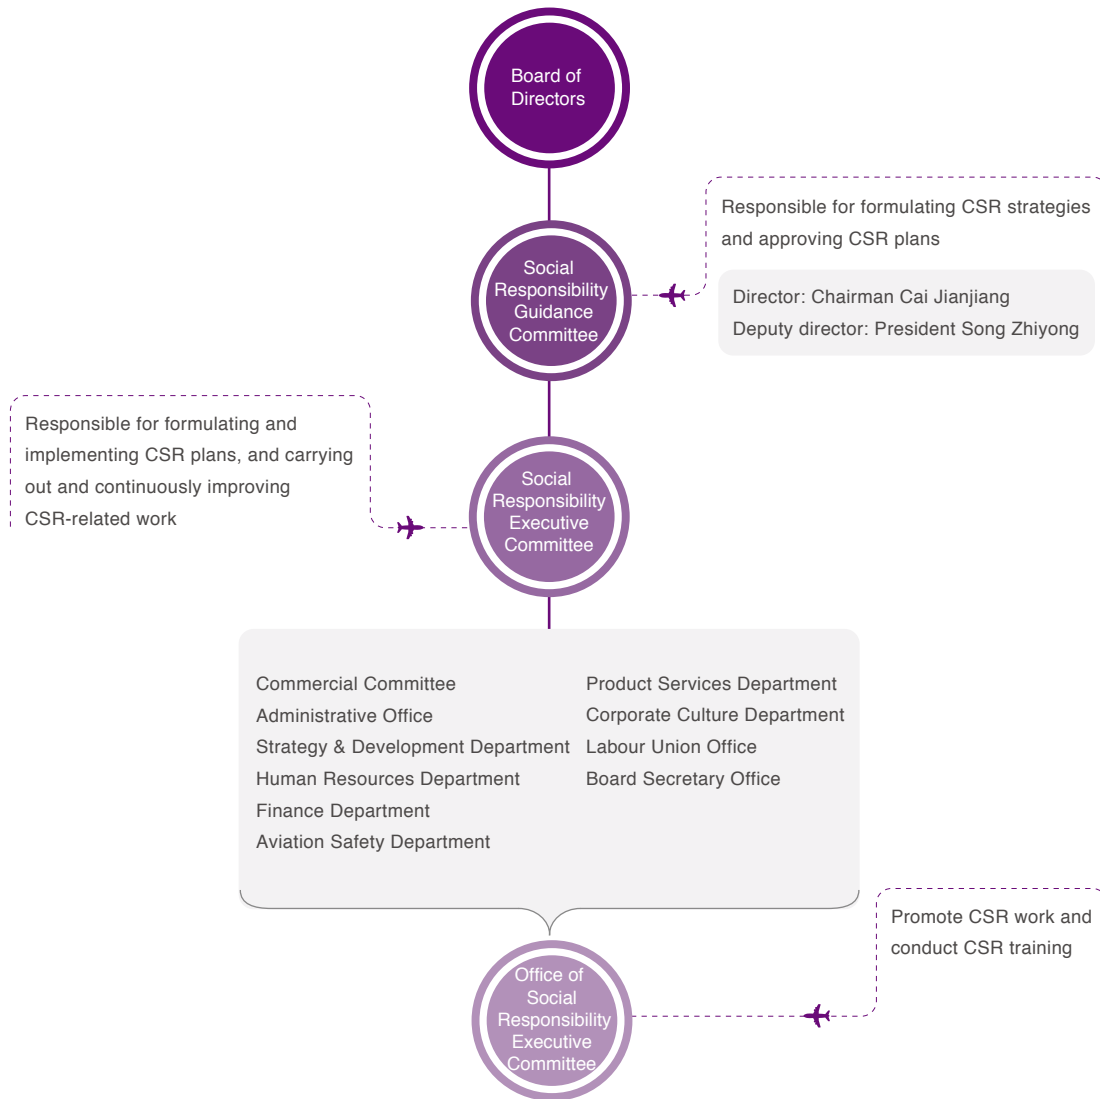 Board of
Directors
Responsible for formulating CSR strategies
and approving CSR plans
Social
Responsibility
Guidance
Committee
Director: Chairman Cai Jianjiang
Deputy director: President Song Zhiyong
Responsible for formulating and
implementing CSR plans, and carrying
out and continuously improving
CSR-related work
Social
Responsibility
Executive
Committee
Commercial Committee
Administrative Office
Strategy & Development Department
Human Resources Department
Finance Department
Aviation Safety Department
Product Services Department
Corporate Culture Department
Labour Union Office
Board Secretary Office
Promote CSR work and
conduct CSR training
Office of
Social
Responsibility
Executive
Committee